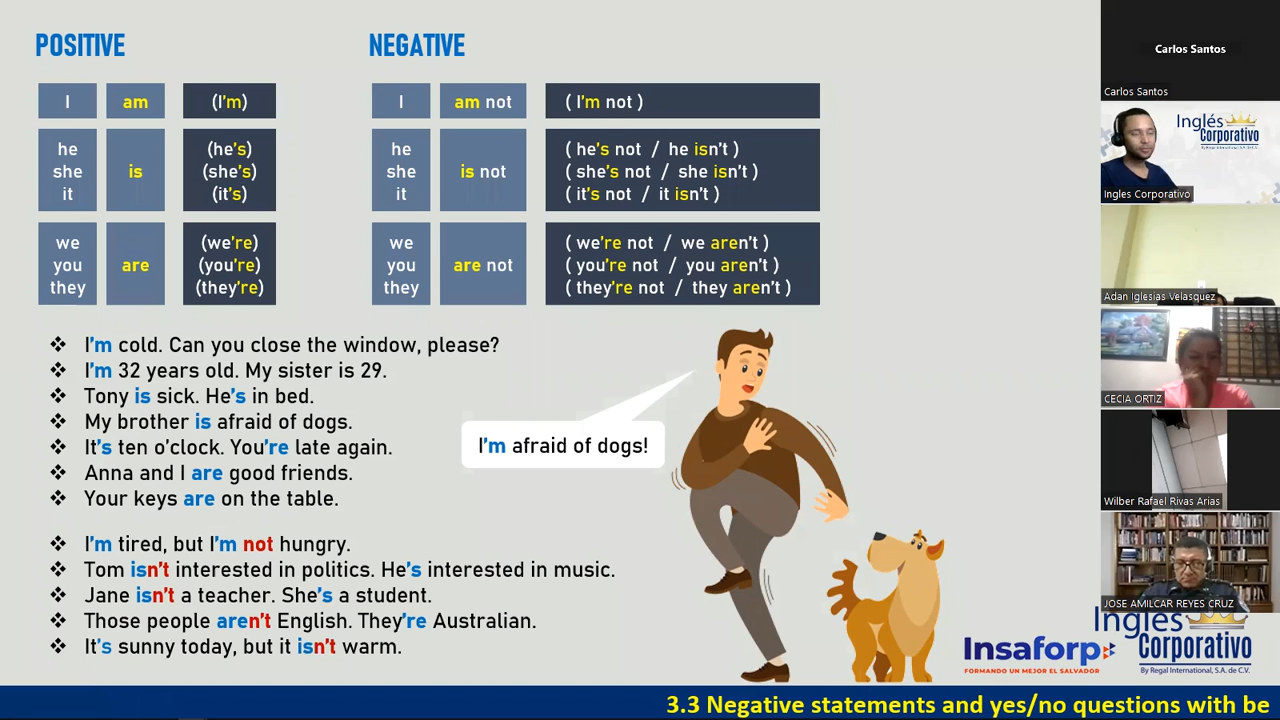 POSITIVE
I am (I'm)
he
she
it
is
(he's)
(she's)
(it's)
we
you
they
are
(we're)
(you're)
(they're)
NEGATIVE
I am not ( I'm not )
he
she
it
is not
( he's not / he isn't )
( she's not / she isn't )
( it's not / it isn't )
we
you
they
are not
( we're not / we aren't )
( you're not / you aren't )
( they're not / they aren't )
❖ I'm cold. Can you close the window, please?
❖ I'm 32 years old. My sister is 29.
❖ Tony is sick. He's in bed.
❖ My brother is afraid of dogs.
❖ It's ten o'clock. You're late again.
❖ Anna and I are good friends.
❖ Your keys are on the table.
I'm afraid of dogs!
❖ I'm tired, but I'm not hungry.
❖ Tom isn't interested in politics. He's interested in music.
❖ Jane isn't a teacher. She's a student.
❖ Those people aren't English. They're Australian.
❖ It's sunny today, but it isn't warm.
Insaforp
FORMANDO UN MEJOR EL SALVADOR
Inglés
Corporativo
By Regal International, S.A. de C.V.
3.3 Negative statements and yes/no questions with be
Carlos Santos
Carlos Santos
Inglés
Corporativo
By Regal International, S.A. de C.V.
Ingles Corporativo
Adan Iglesias Velasquez
CECIA ORTIZ
Wilber Rafael Rivas Arias
JOSE AMILCAR REYES CRUZ